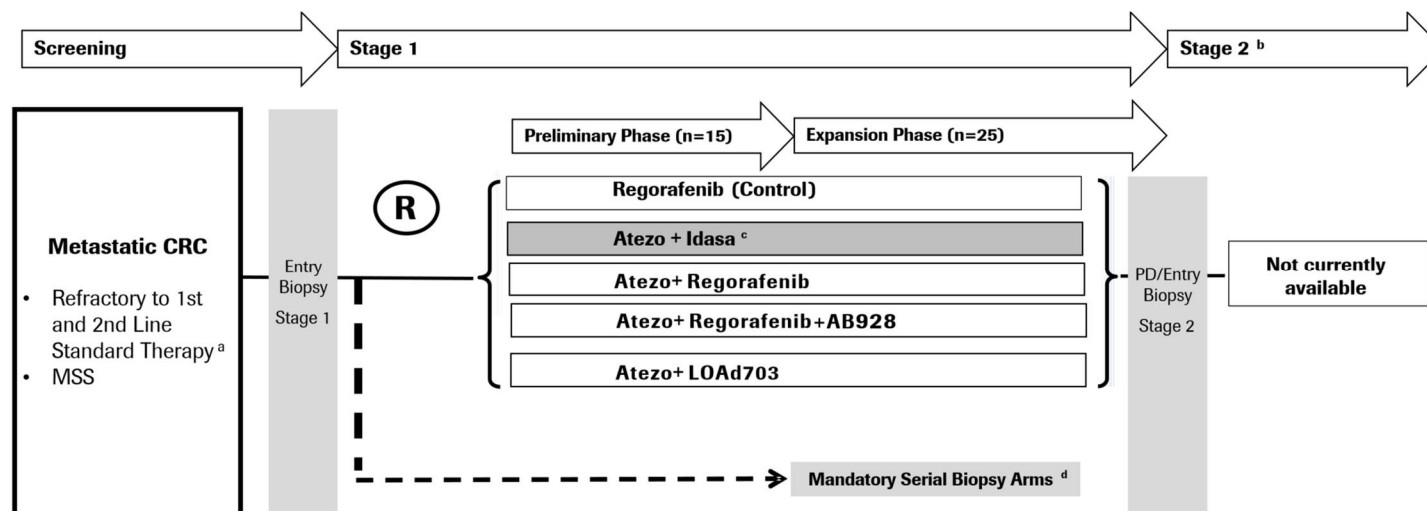 Screening
Stage 1
Stage 2 b
Preliminary Phase (n=15)
Expansion Phase (n=25)
Metastatic CRC
• Refractory to 1st
and 2nd Line
Standard Therapy a
• MSS
Entry
Biopsy
Stage 1
R
Regorafenib (Control)
Atezo + Idasa c
Atezo+ Regorafenib
Atezo+ Regorafenib+AB928
Atezo+ LOAd703
Mandatory Serial Biopsy Arms d
PD/Entry
Biopsy
Stage 2
Not currently
available